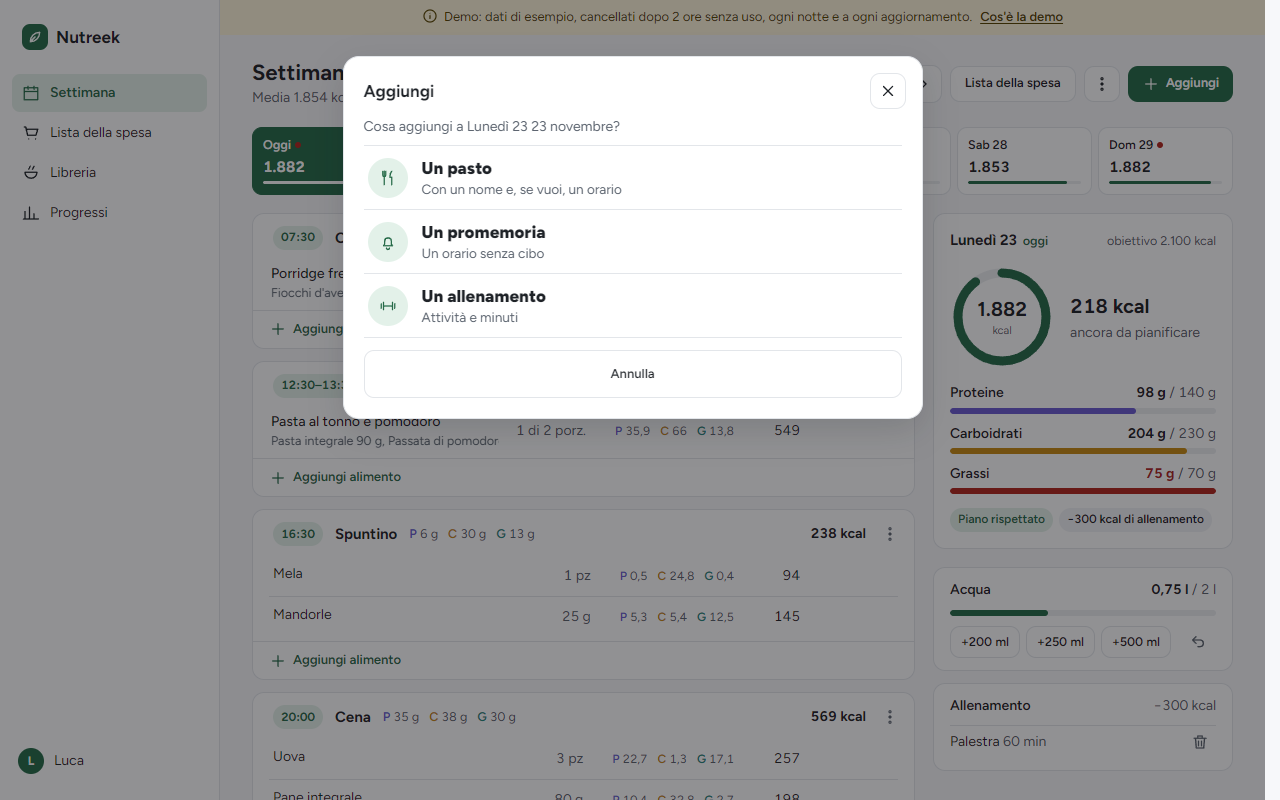 Demo: dati di esempio, cancellati dopo 2 ore senza uso, ogni notte e a ogni aggiornamento. Cos'è la demo
Nutreek
Settimana
Lista della spesa
Libreria
Progressi
Luca
L
Media 1.854
Lista della spesa
Aggiungi
Aggiungi
Cosa aggiungi a Lunedì 23 23 novembre?
Un pasto
Con un nome e, se vuoi, un orario
Un promemoria
Un orario senza cibo
Un allenamento
Attività e minuti
Annulla
Oggi
1.882
Sab 28
1.853
Dom 29
1.882
07:30
Porridge
Fiocchi
12:30
Pasta al tonno e pomodoro
Pasta integrale 90 g, Passata di pomodor
1 di 2 porz.
P 35,9 C 66 G 13,8
549
Aggiungi alimento
16:30 Spuntino P 6 g C 30 g G 13 g 238 kcal
Mela 1 pz P 0,5 C 24,8 G 0,4 94
Mandorle 25 g P 5,3 C 5,4 G 12,5 145
Aggiungi alimento
20:00 Cena P 35 g C 38 g G 30 g 569 kcal
Uova 3 pz P 22,7 C 1,3 G 17,1 257
Pane integrale 80 g P 10,4 C 32,8 G 2,7 198
Lunedì 23 oggi obiettivo 2.100 kcal
1.882
kcal
218 kcal
ancora da pianificare
Proteine 98 g / 140 g
Carboidrati 204 g / 230 g
Grassi 75 g / 70 g
Piano rispettato −300 kcal di allenamento
Acqua 0,75 l / 2 l
+200 ml +250 ml +500 ml
Allenamento −300 kcal
Palestra 60 min